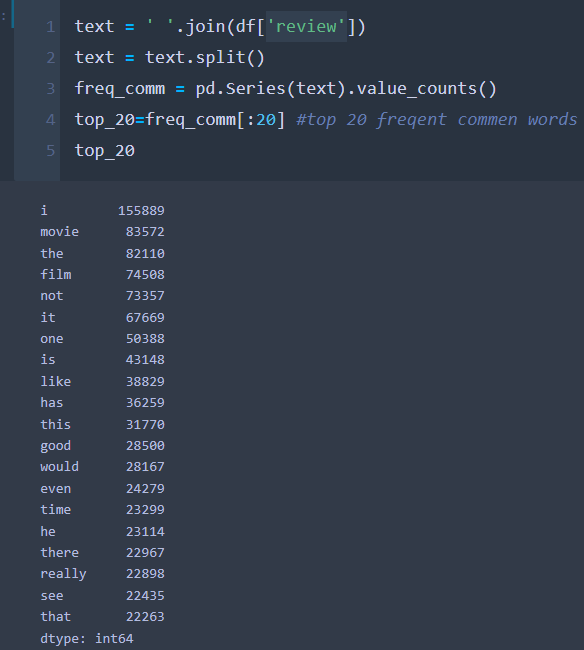 1 text = ' '.join(df['review'])
2 text = text.split()
3 freq_comm = pd.Series(text).value_counts()
4 top_20=freq_comm[:20] #top 20 freqent commen words
5 top_20
i 155889
movie 83572
the 82110
film 74508
not 73357
it 67669
one 50388
is 43148
like 38829
has 36259
this 31770
good 28500
would 28167
even 24279
time 23299
he 23114
there 22967
really 22898
see 22435
that 22263
dtype: int64